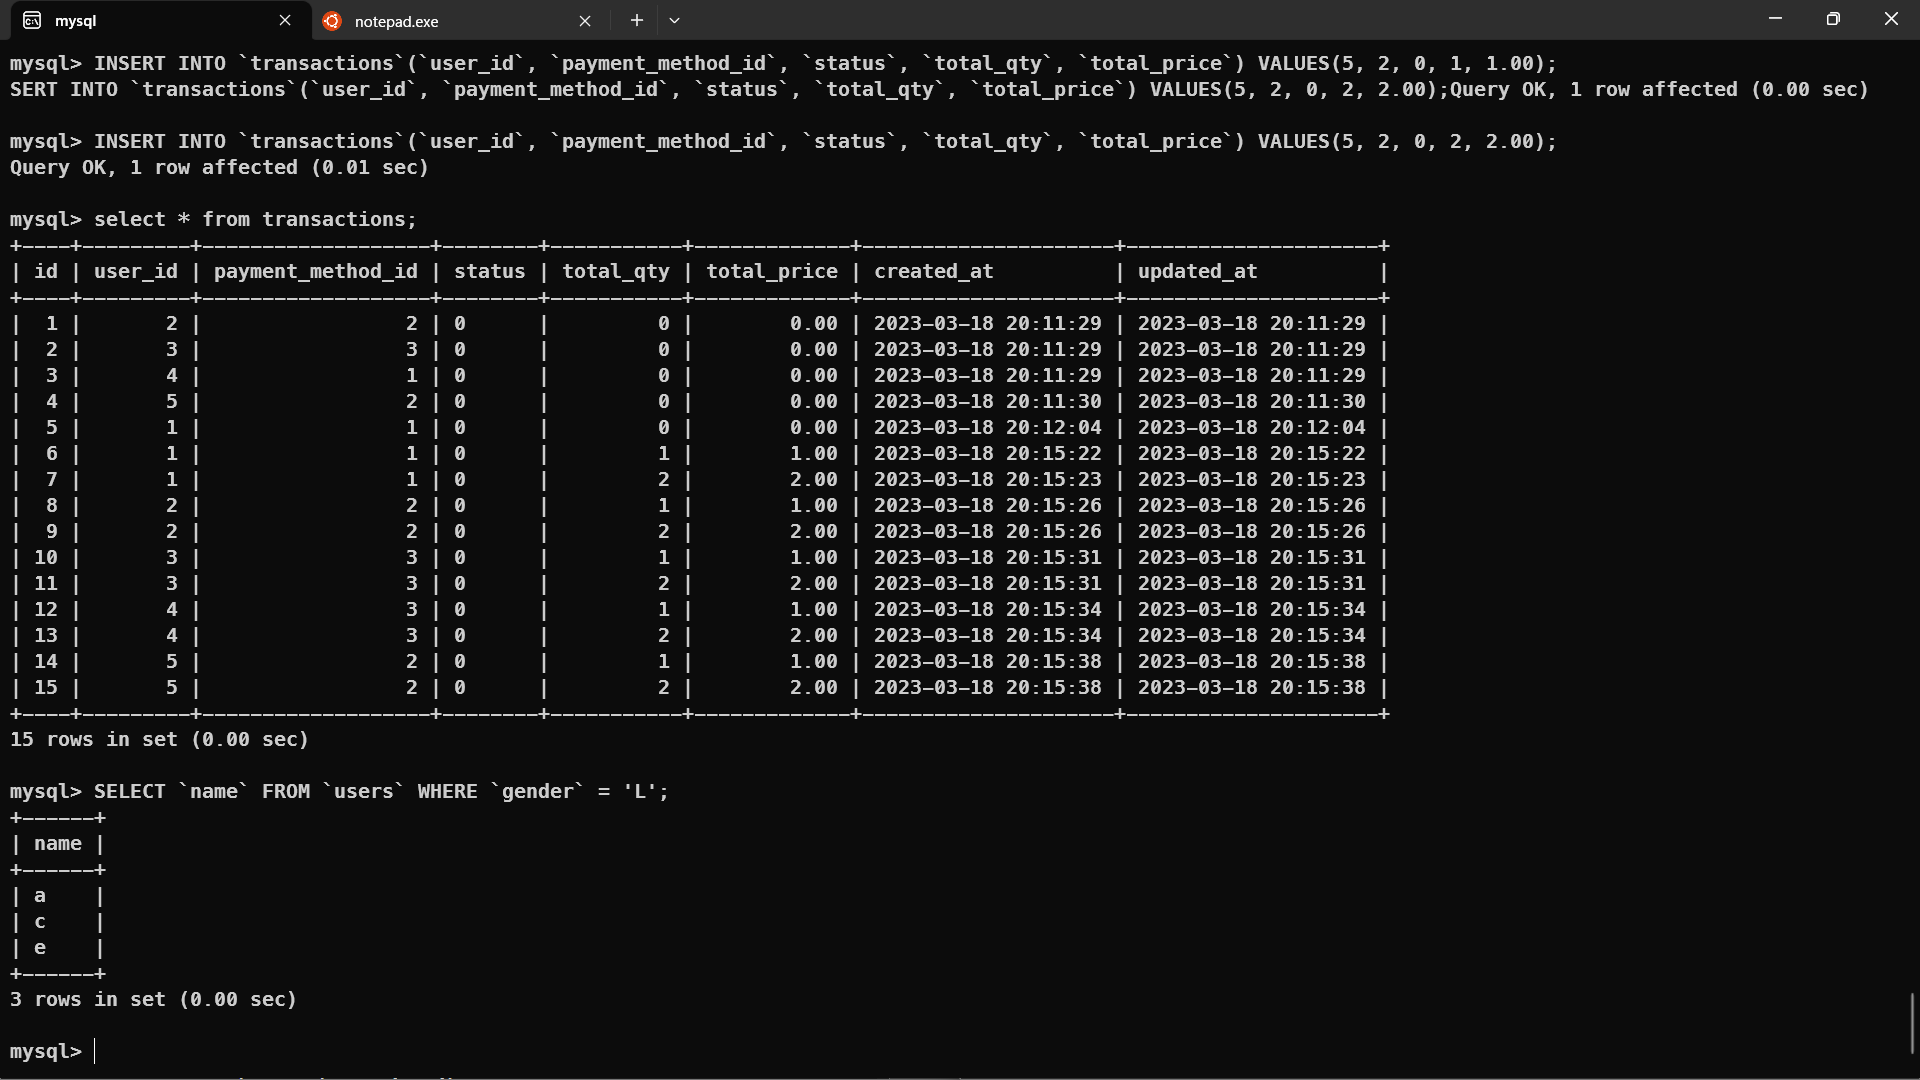 mysql
notepad.exe
mysql> INSERT INTO `transactions`(`user_id`, `payment_method_id`, `status`, `total_qty`, `total_price`) VALUES(5, 2, 0, 1, 1.00);
SERT INTO `transactions`(`user_id`, `payment_method_id`, `status`, `total_qty`, `total_price`) VALUES(5, 2, 0, 2, 2.00);Query OK, 1 row affected (0.00 sec)
mysql> INSERT INTO `transactions`(`user_id`, `payment_method_id`, `status`, `total_qty`, `total_price`) VALUES(5, 2, 0, 2, 2.00);
Query OK, 1 row affected (0.01 sec)
mysql> select * from transactions;
+----+---------+-------------------+--------+-----------+-------------+---------------------+---------------------+
| id | user_id | payment_method_id | status | total_qty | total_price | created_at          | updated_at          |
+----+---------+-------------------+--------+-----------+-------------+---------------------+---------------------+
|  1 |       2 |                 2 | 0      |         0 |        0.00 | 2023-03-18 20:11:29 | 2023-03-18 20:11:29 |
|  2 |       3 |                 3 | 0      |         0 |        0.00 | 2023-03-18 20:11:29 | 2023-03-18 20:11:29 |
|  3 |       4 |                 1 | 0      |         0 |        0.00 | 2023-03-18 20:11:29 | 2023-03-18 20:11:29 |
|  4 |       5 |                 2 | 0      |         0 |        0.00 | 2023-03-18 20:11:30 | 2023-03-18 20:11:30 |
|  5 |       1 |                 1 | 0      |         0 |        0.00 | 2023-03-18 20:12:04 | 2023-03-18 20:12:04 |
|  6 |       1 |                 1 | 0      |         1 |        1.00 | 2023-03-18 20:15:22 | 2023-03-18 20:15:22 |
|  7 |       1 |                 1 | 0      |         2 |        2.00 | 2023-03-18 20:15:23 | 2023-03-18 20:15:23 |
|  8 |       2 |                 2 | 0      |         1 |        1.00 | 2023-03-18 20:15:26 | 2023-03-18 20:15:26 |
|  9 |       2 |                 2 | 0      |         2 |        2.00 | 2023-03-18 20:15:26 | 2023-03-18 20:15:26 |
| 10 |       3 |                 3 | 0      |         1 |        1.00 | 2023-03-18 20:15:31 | 2023-03-18 20:15:31 |
| 11 |       3 |                 3 | 0      |         2 |        2.00 | 2023-03-18 20:15:31 | 2023-03-18 20:15:31 |
| 12 |       4 |                 3 | 0      |         1 |        1.00 | 2023-03-18 20:15:34 | 2023-03-18 20:15:34 |
| 13 |       4 |                 3 | 0      |         2 |        2.00 | 2023-03-18 20:15:34 | 2023-03-18 20:15:34 |
| 14 |       5 |                 2 | 0      |         1 |        1.00 | 2023-03-18 20:15:38 | 2023-03-18 20:15:38 |
| 15 |       5 |                 2 | 0      |         2 |        2.00 | 2023-03-18 20:15:38 | 2023-03-18 20:15:38 |
+----+---------+-------------------+--------+-----------+-------------+---------------------+---------------------+
15 rows in set (0.00 sec)
mysql> SELECT `name` FROM `users` WHERE `gender` = 'L';
+------+
| name |
+------+
| a    |
| c    |
| e    |
+------+
3 rows in set (0.00 sec)
mysql>